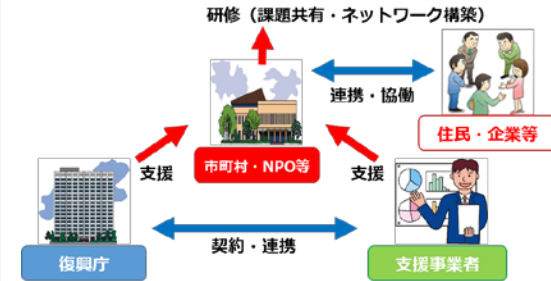 研修（課題共有・ネットワーク構築）
連携・協働
住民・企業等
支援
市町村・NPO等
支援
契約・連携
復興庁
支援事業者